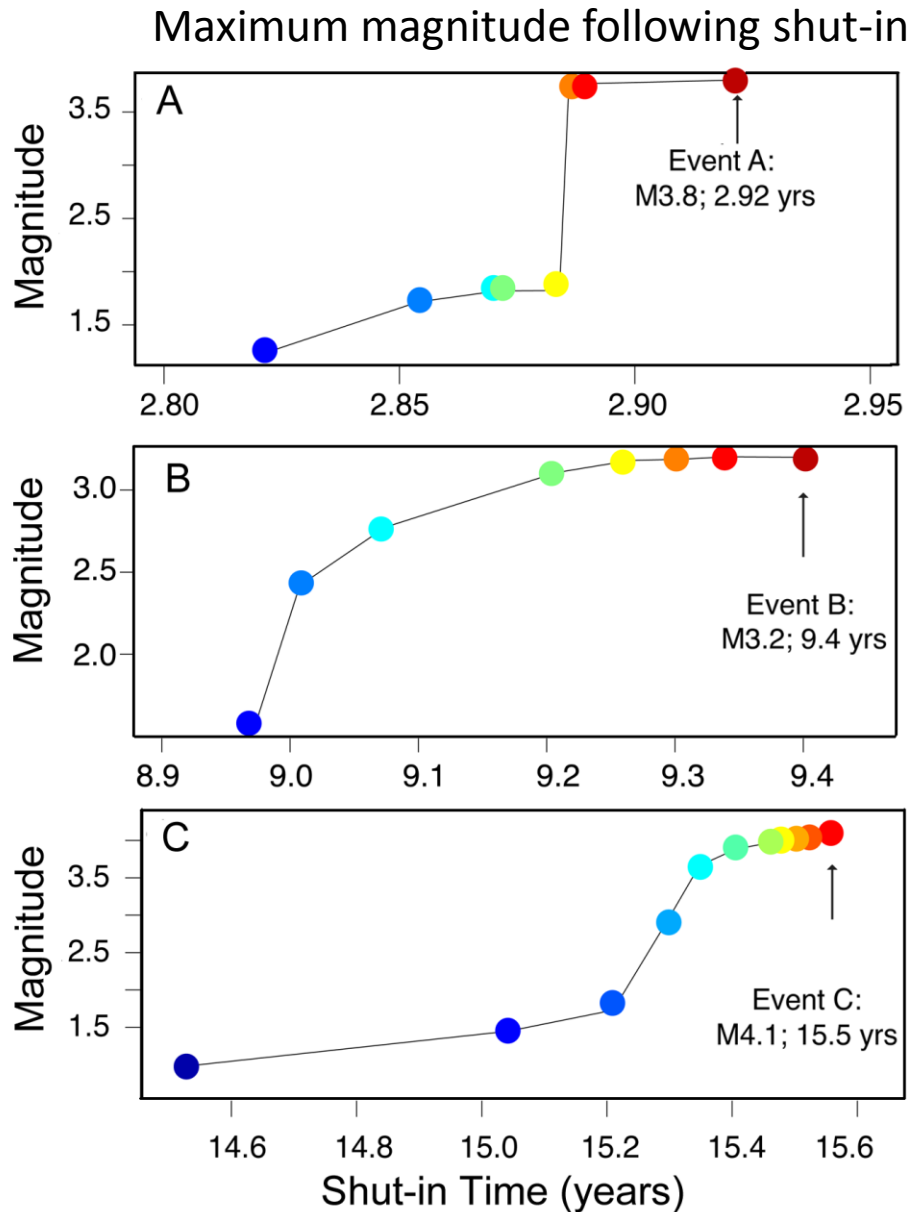 Maximum magnitude following shut-in
A
Magnitude
3.5
2.5
1.5
Event A:
M3.8; 2.92 yrs
2.80 2.85 2.90 2.95
B
Magnitude
3.0
2.5
2.0
Event B:
M3.2; 9.4 yrs
8.9 9.0 9.1 9.2 9.3 9.4
C
Magnitude
3.5
2.5
1.5
Event C:
M4.1; 15.5 yrs
14.6 14.8 15.0 15.2 15.4 15.6
Shut-in Time (years)